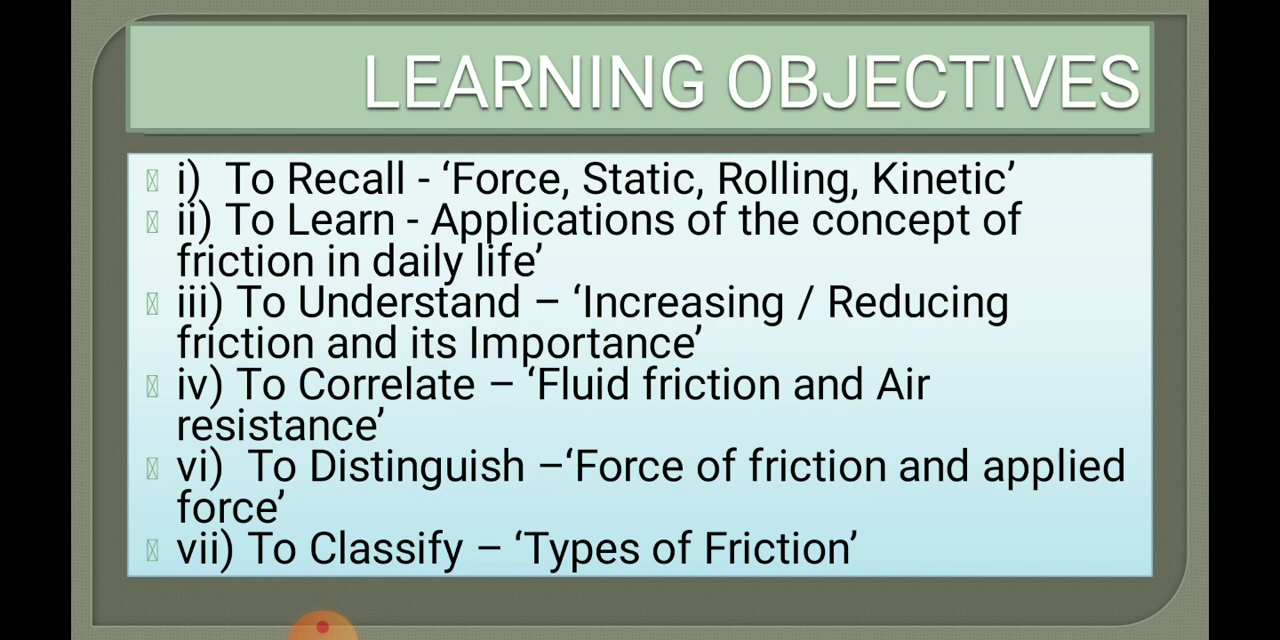 LEARNING OBJECTIVES
i)  To Recall - ‘Force, Static, Rolling, Kinetic’
ii) To Learn - Applications of the concept of
friction in daily life’
iii) To Understand – ‘Increasing / Reducing
friction and its Importance’
iv) To Correlate – ‘Fluid friction and Air
resistance’
vi)  To Distinguish –‘Force of friction and applied
force’
vii) To Classify – ‘Types of Friction’